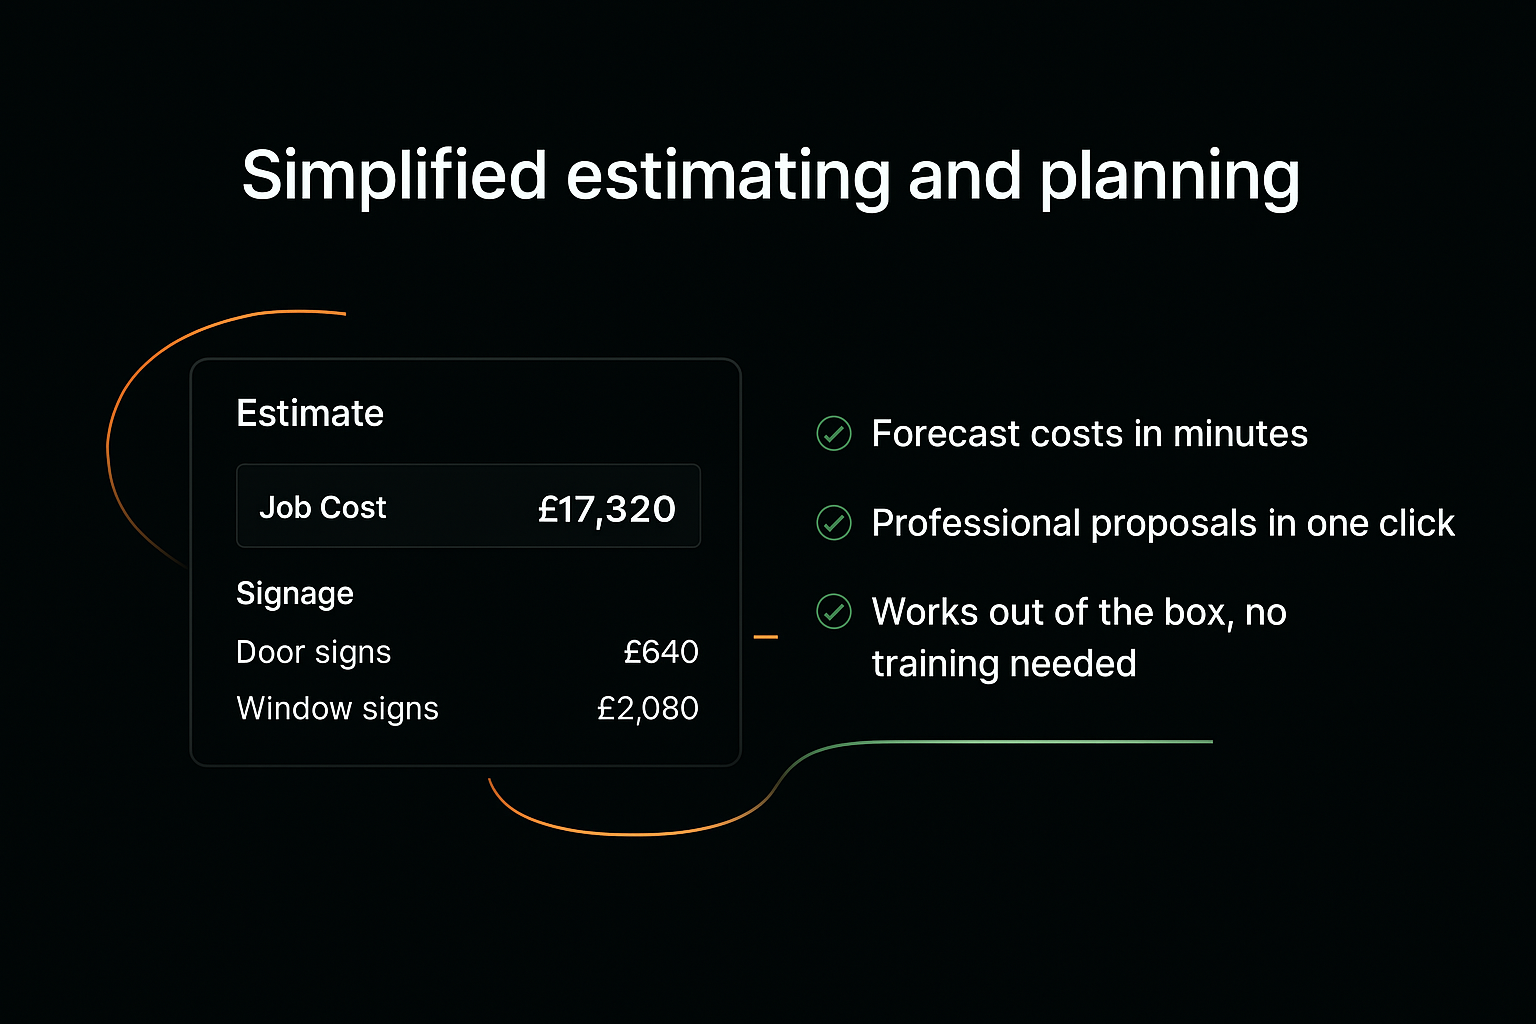 Simplified estimating and planning
Estimate
Job Cost £17,320
Signage
Door signs £640
Window signs £2,080
Forecast costs in minutes
Professional proposals in one click
Works out of the box, no
training needed